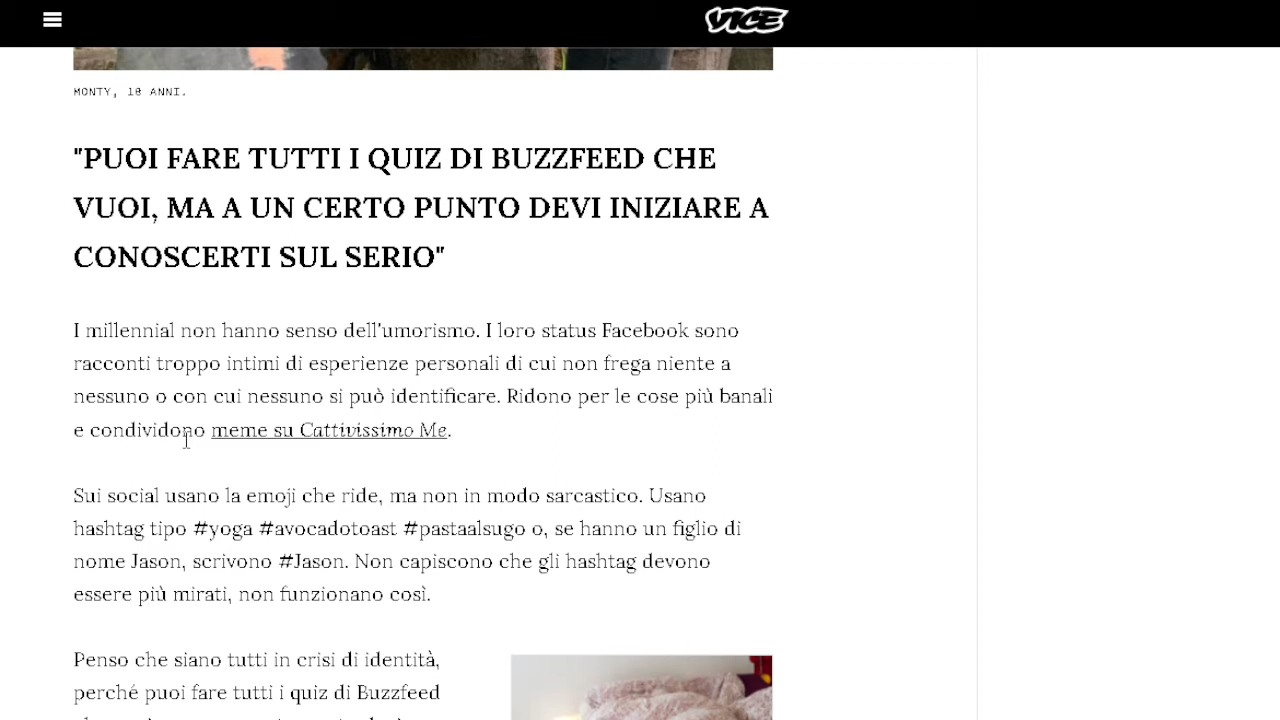 VICE
MONTY, 18 ANNI.
"PUOI FARE TUTTI I QUIZ DI BUZZFEED CHE
VUOI, MA A UN CERTO PUNTO DEVI INIZIARE A
CONOSCERTI SUL SERIO"
I millennial non hanno senso dell'umorismo. I loro status Facebook sono
racconti troppo intimi di esperienze personali di cui non frega niente a
nessuno o con cui nessuno si può identificare. Ridono per le cose più banali
e condividono meme su Cattivissimo Me.
Sui social usano la emoji che ride, ma non in modo sarcastico. Usano
hashtag tipo #yoga #avocadotoast #pastaalsugo o, se hanno un figlio di
nome Jason, scrivono #Jason. Non capiscono che gli hashtag devono
essere più mirati, non funzionano così.
Penso che siano tutti in crisi di identità,
perché puoi fare tutti i quiz di Buzzfeed